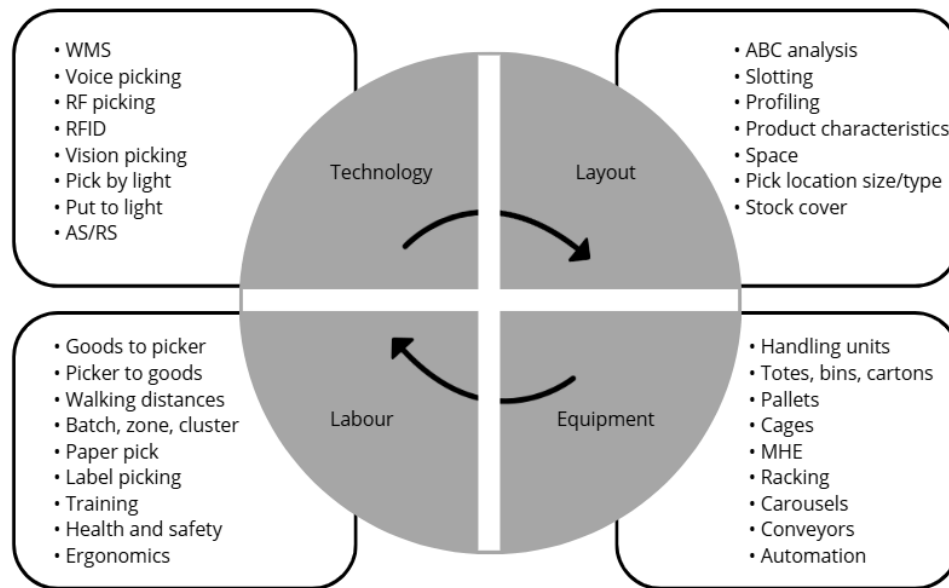 • WMS
• Voice picking
• RF picking
• RFID
• Vision picking
• Pick by light
• Put to light
• AS/RS
Technology
Layout
• ABC analysis
• Slotting
• Profiling
• Product characteristics
• Space
• Pick location size/type
• Stock cover
• Goods to picker
• Picker to goods
• Walking distances
• Batch, zone, cluster
• Paper pick
• Label picking
• Training
• Health and safety
• Ergonomics
Labour
Equipment
• Handling units
• Totes, bins, cartons
• Pallets
• Cages
• MHE
• Racking
• Carousels
• Conveyors
• Automation